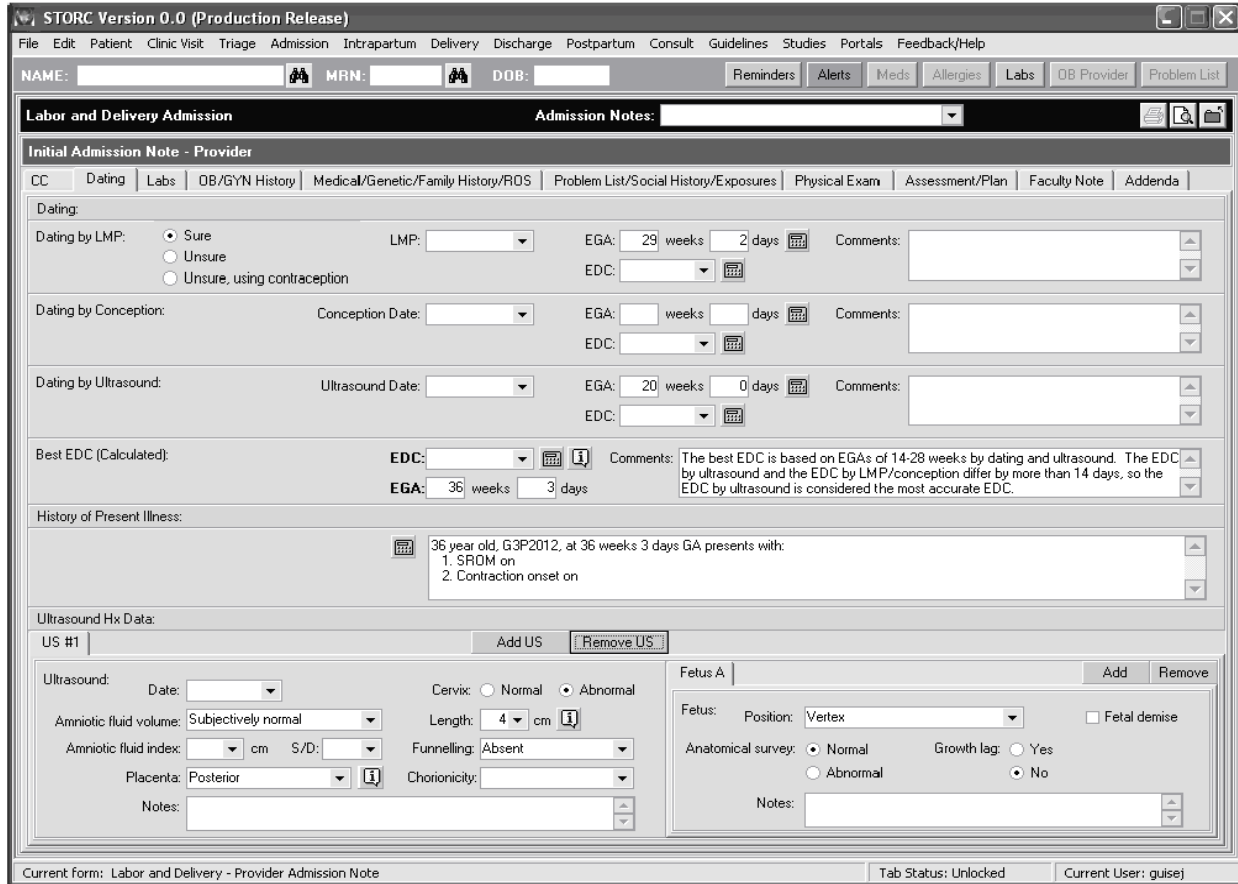 STORC Version 0.0 (Production Release)
File Edit Patient Clinic Visit Triage Admission Intrapartum Delivery Discharge Postpartum Consult Guidelines Studies Portals Feedback/Help
NAME: MRN: DOB: Reminders Alerts Meds Allergies Labs OB Provider Problem List
Labor and Delivery Admission Admission Notes:
Initial Admission Note - Provider
CC Dating Labs OB/GYN History Medical/Genetic/Family History/ROS Problem List/Social History/Exposures Physical Exam Assessment/Plan Faculty Note Addenda
Dating:
Dating by LMP: Sure LMP: EGA: 29 weeks 2 days Comments:
Unsure
EDC:
Unsure, using contraception
Dating by Conception: Conception Date: EGA: weeks days Comments:
EDC:
Dating by Ultrasound: Ultrasound Date: EGA: 20 weeks 0 days Comments:
EDC:
Best EDC (Calculated): EDC: Comments: The best EDC is based on EGAs of 14-28 weeks by dating and ultrasound. The EDC
by ultrasound and the EDC by LMP/conception differ by more than 14 days, so the
EGA: 36 weeks 3 days EDC by ultrasound is considered the most accurate EDC.
History of Present Illness:
36 year old, G3P2012, at 36 weeks 3 days GA presents with:
1. SROM on
2. Contraction onset on
Ultrasound Hx Data:
US #1 Add US Remove US
Fetus A Add Remove
Ultrasound: Date: Cervix: Normal Abnormal
Fetus: Position: Vertex Fetal demise
Amniotic fluid volume: Subjectively normal Length: 4 cm
Amniotic fluid index: cm S/D: Funnelling: Absent Anatomical survey: Normal Growth lag: Yes
Placenta: Posterior Chorionicity: Abnormal No
Notes: Notes:
Current form: Labor and Delivery - Provider Admission Note Tab Status: Unlocked Current User: guisej